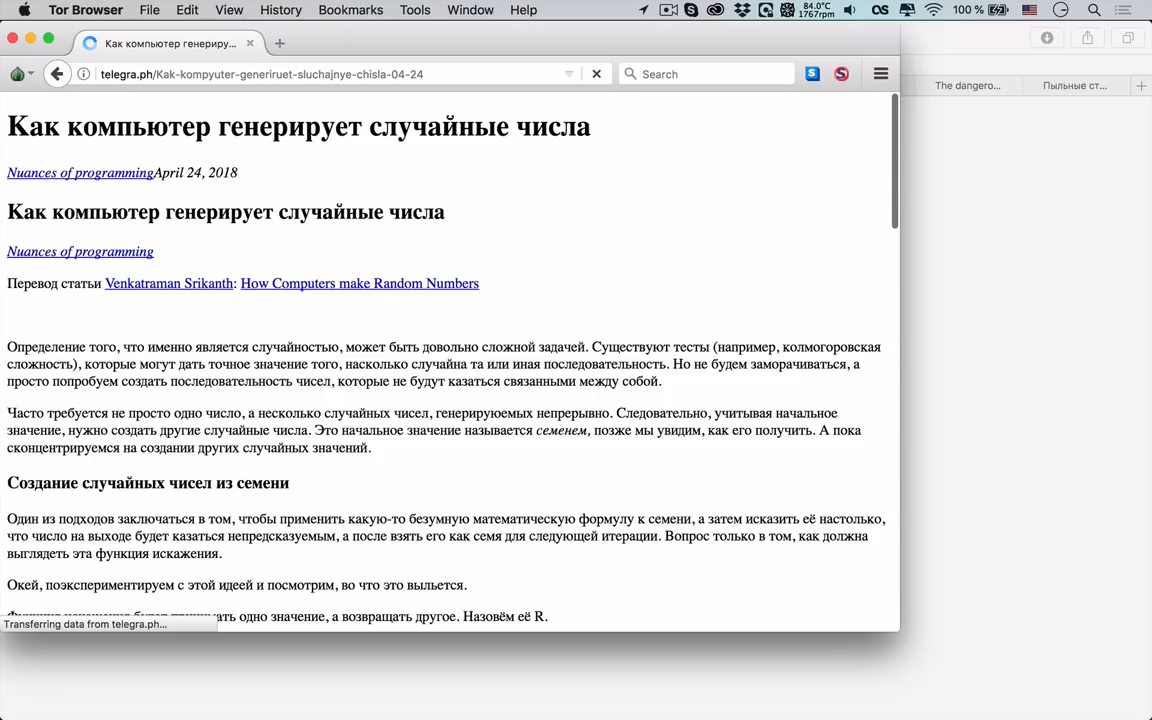 Tor Browser File Edit View History Bookmarks Tools Window Help 84.0°C 1767rpm 100 %
Как компьютер генериру...
telegra.ph/Kak-kompyuter-generiruet-sluchajnye-chisla-04-24 Search
The dangero... Пыльные ст...
Как компьютер генерирует случайные числа
Nuances of programmingApril 24, 2018
Как компьютер генерирует случайные числа
Nuances of programming
Перевод статьи Venkatraman Srikanth: How Computers make Random Numbers
Определение того, что именно является случайностью, может быть довольно сложной задачей. Существуют тесты (например, колмогоровская
сложность), которые могут дать точное значение того, насколько случайна та или иная последовательность. Но не будем заморачиваться, а
просто попробуем создать последовательность чисел, которые не будут казаться связанными между собой.
Часто требуется не просто одно число, а несколько случайных чисел, генерируюемых непрерывно. Следовательно, учитывая начальное
значение, нужно создать другие случайные числа. Это начальное значение называется семенем, позже мы увидим, как его получить. А пока
сконцентрируемся на создании других случайных значений.
Создание случайных чисел из семени
Один из подходов заключаться в том, чтобы применить какую-то безумную математическую формулу к семени, а затем исказить её настолько,
что число на выходе будет казаться непредсказуемым, а после взять его как семя для следующей итерации. Вопрос только в том, как должна
выглядеть эта функция искажения.
Окей, поэкспериментируем с этой идеей и посмотрим, во что это выльется.
ать одно значение, а возвращать другое. Назовём её R.
Transferring data from telegra.ph...